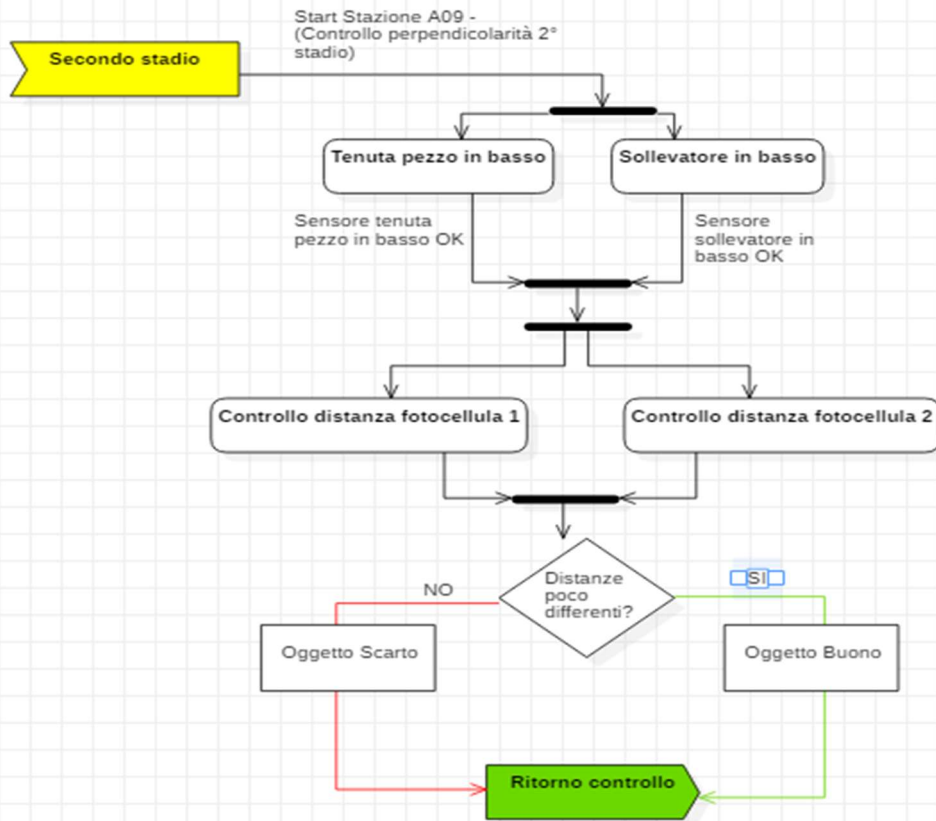 Start Stazione A09 -
(Controllo perpendicolarità 2°
stadio)
Secondo stadio
Tenuta pezzo in basso
Sollevatore in basso
Sensore tenuta
pezzo in basso OK
Sensore
sollevatore in
basso OK
Controllo distanza fotocellula 1
Controllo distanza fotocellula 2
Distanze
poco
differenti?
NO
SI
Oggetto Scarto
Oggetto Buono
Ritorno controllo